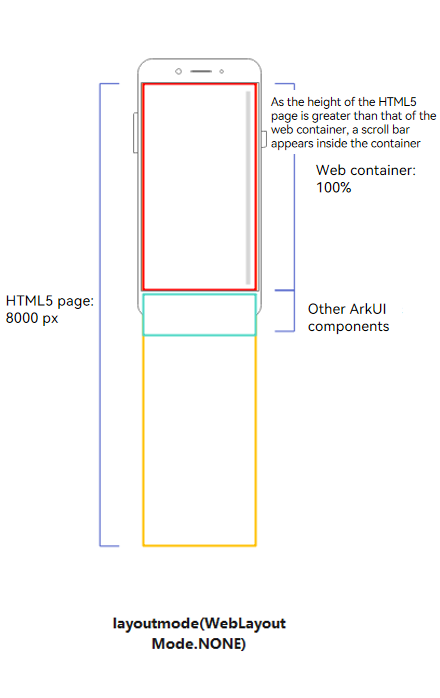 As the height of the HTML5
page is greater than that of the
web container, a scroll bar
appears inside the container
Web container:
100%
HTML5 page:
8000 px
Other ArkUI
components
layoutmode(WebLayout
Mode.NONE)